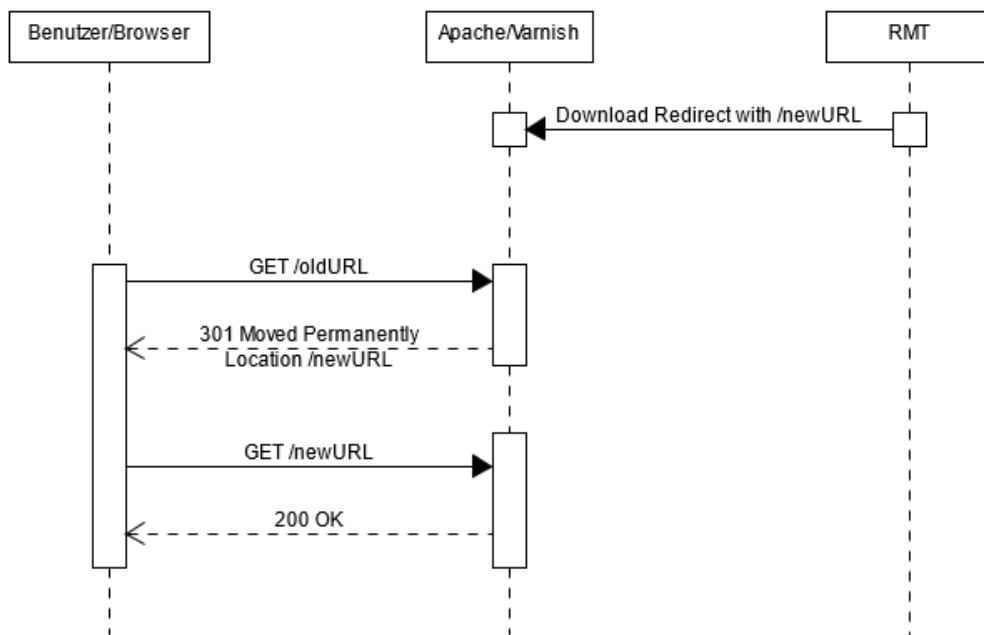 Benutzer/Browser
Apache/Varnish
RMT
Download Redirect with /newURL
GET /oldURL
301 Moved Permanently
Location /newURL
GET /newURL
200 OK